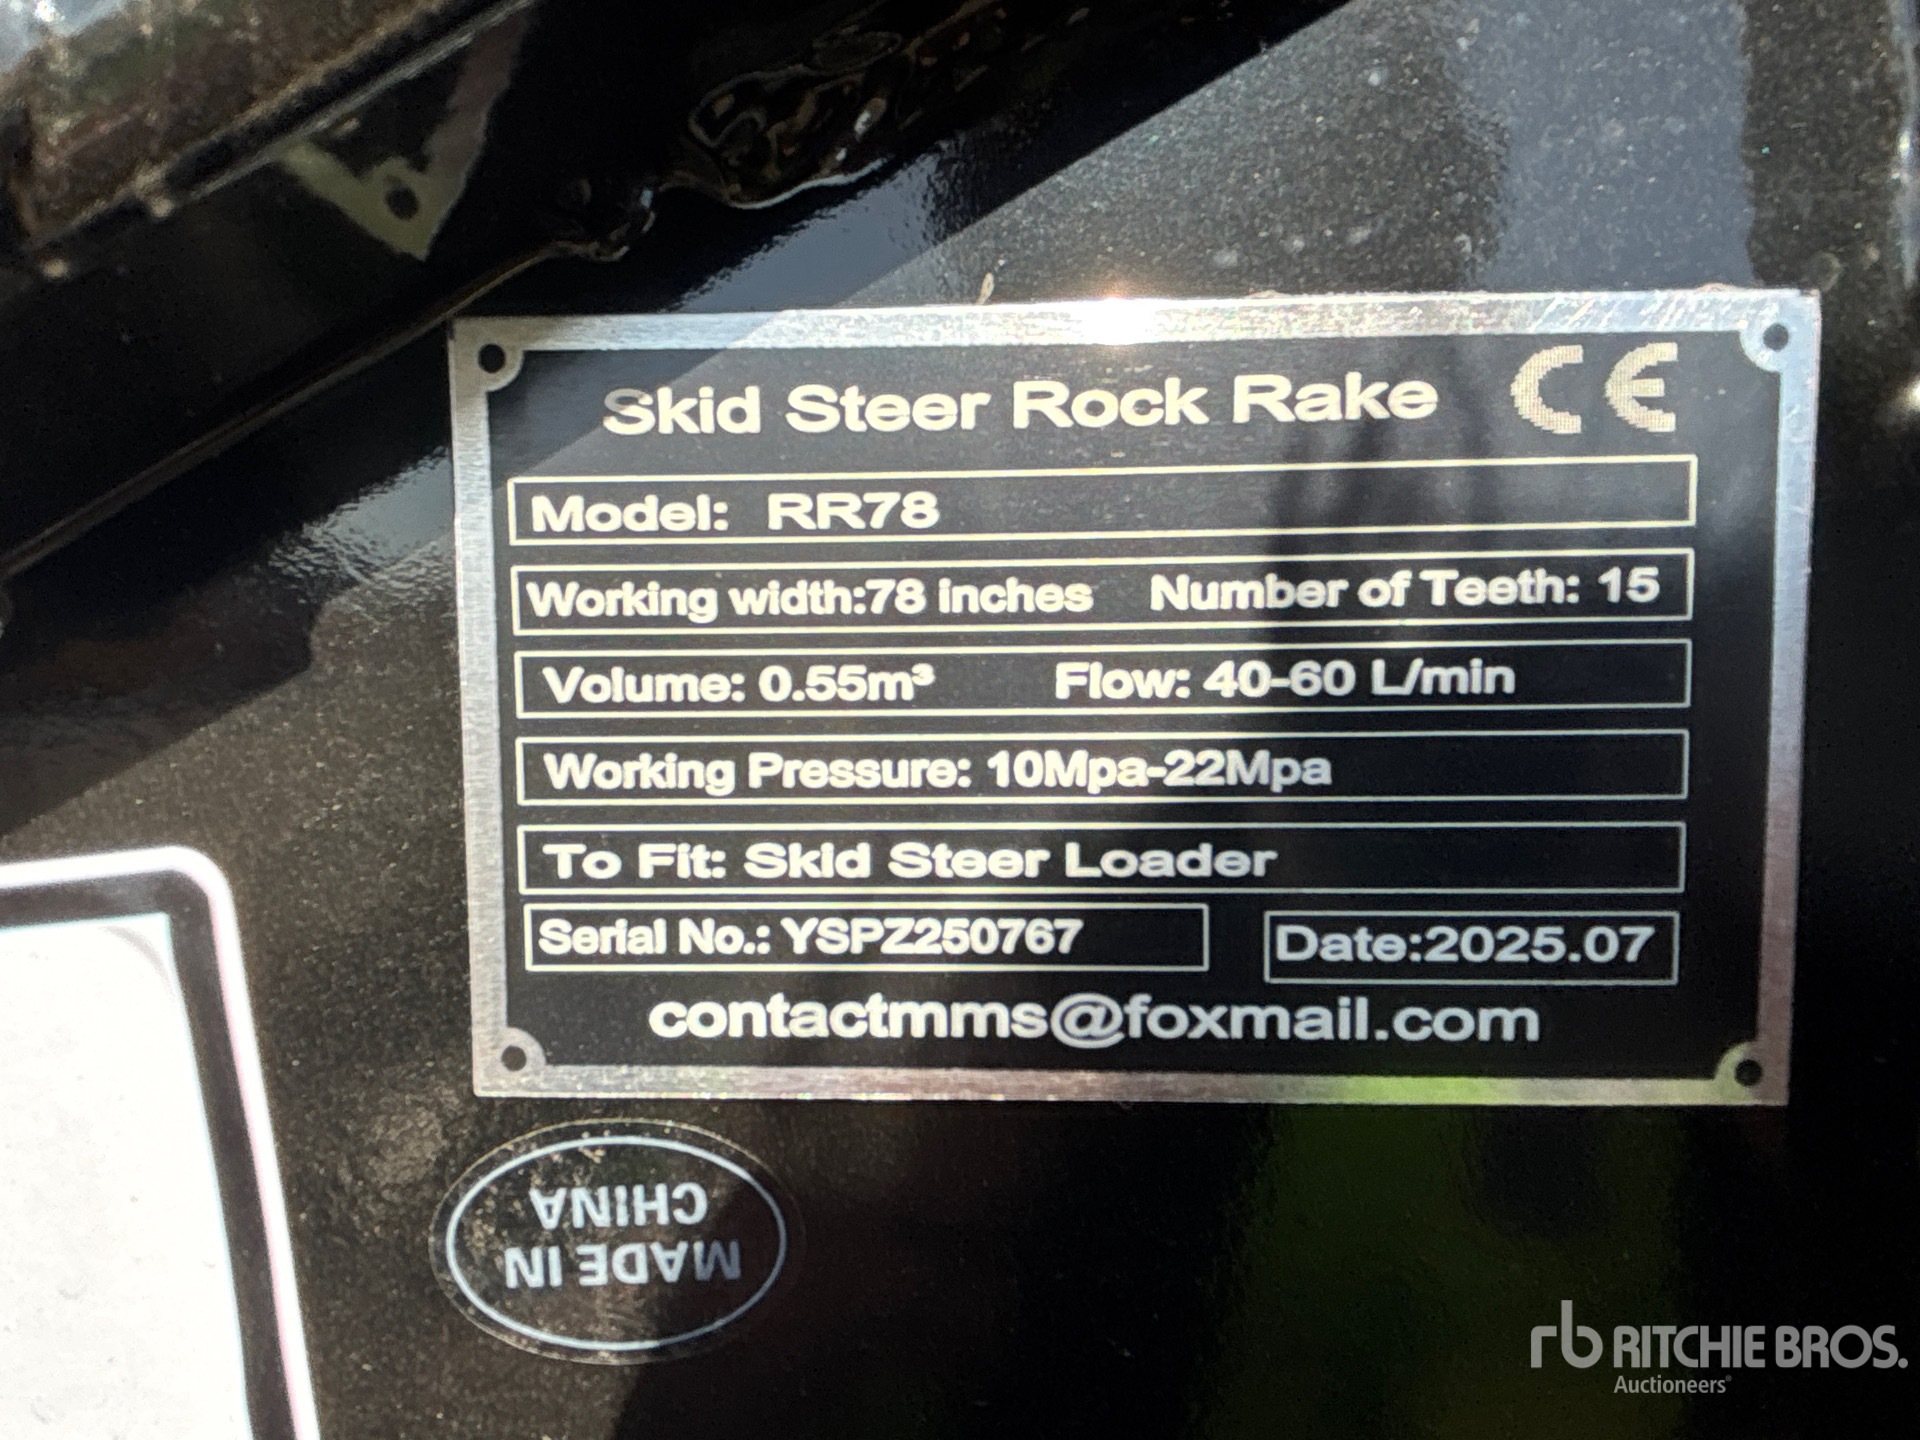 Skid Steer Rock Rake CE
Model: RR78
Working width:78 inches Number of Teeth: 15
Volume: 0.55m³ Flow: 40-60 L/min
Working Pressure: 10Mpa-22Mpa
To Fit: Skid Steer Loader
Serial No.: YSPZ250767 Date:2025.07
contactmms@foxmail.com
MADE IN
CHINA
rb RITCHIE BROS.
Auctioneers®